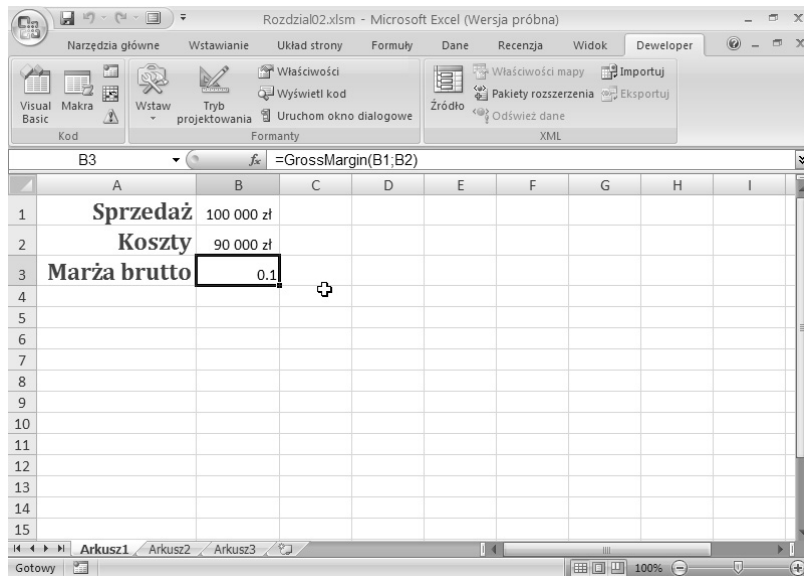 Rozdzial02.xlsm - Microsoft Excel (Wersja próbna)
Narzędzia główne Wstawianie Układ strony Formuły Dane Recenzja Widok Deweloper
Visual Basic Makra Wstaw Tryb projektowania Właściwości Wyświetl kod Uruchom okno dialogowe Źródło Właściwości mapy Pakiety rozszerzenia Odśwież dane Importuj Eksportuj
Kod Formanty XML
B3 fx =GrossMargin(B1;B2)
A B C D E F G H I
1 Sprzedaż 100 000 zł
2 Koszty 90 000 zł
3 Marża brutto 0.1
4
5
6
7
8
9
10
11
12
13
14
15
Arkusz1 Arkusz2 Arkusz3
Gotowy 100%